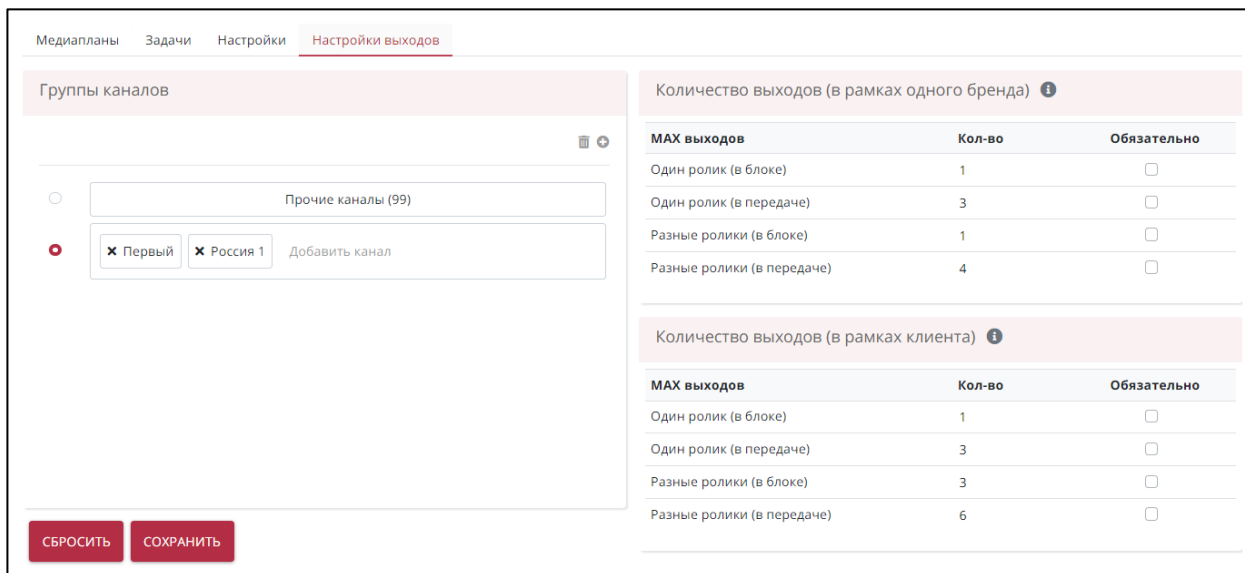 Медиапланы Задачи Настройки Настройки выходов
Группы каналов
Прочие каналы (99)
× Первый × Россия 1 Добавить канал
СБРОСИТЬ СОХРАНИТЬ
Количество выходов (в рамках одного бренда)
MAX выходов Кол-во Обязательно
Один ролик (в блоке) 1
Один ролик (в передаче) 3
Разные ролики (в блоке) 1
Разные ролики (в передаче) 4
Количество выходов (в рамках клиента)
MAX выходов Кол-во Обязательно
Один ролик (в блоке) 1
Один ролик (в передаче) 3
Разные ролики (в блоке) 3
Разные ролики (в передаче) 6